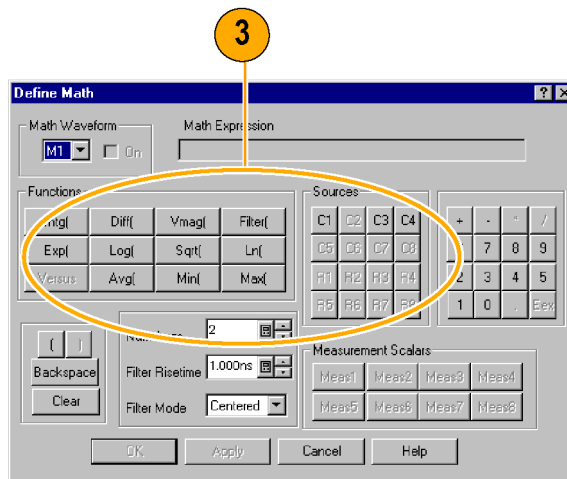 3
Define Math
Math Waveform
Math Expression
M1
On
Functions
Sources
Intg( Diff( Vmag( Filter(
C1 C2 C3 C4
+ - * /
Exp( Log( Sqrt( Ln(
C5 C6 C7 C8
7 8 9
Versus Avg( Min( Max(
R1 R2 R3 R4
2 3 4 5
R5 R6 R7 R8
1 0 . Eex
( )
2
Backspace
Filter Risetime 1.000ns
Measurement Scalars
Meas1 Meas2 Meas3 Meas4
Clear
Filter Mode Centered
Meas5 Meas6 Meas7 Meas8
OK Apply Cancel Help